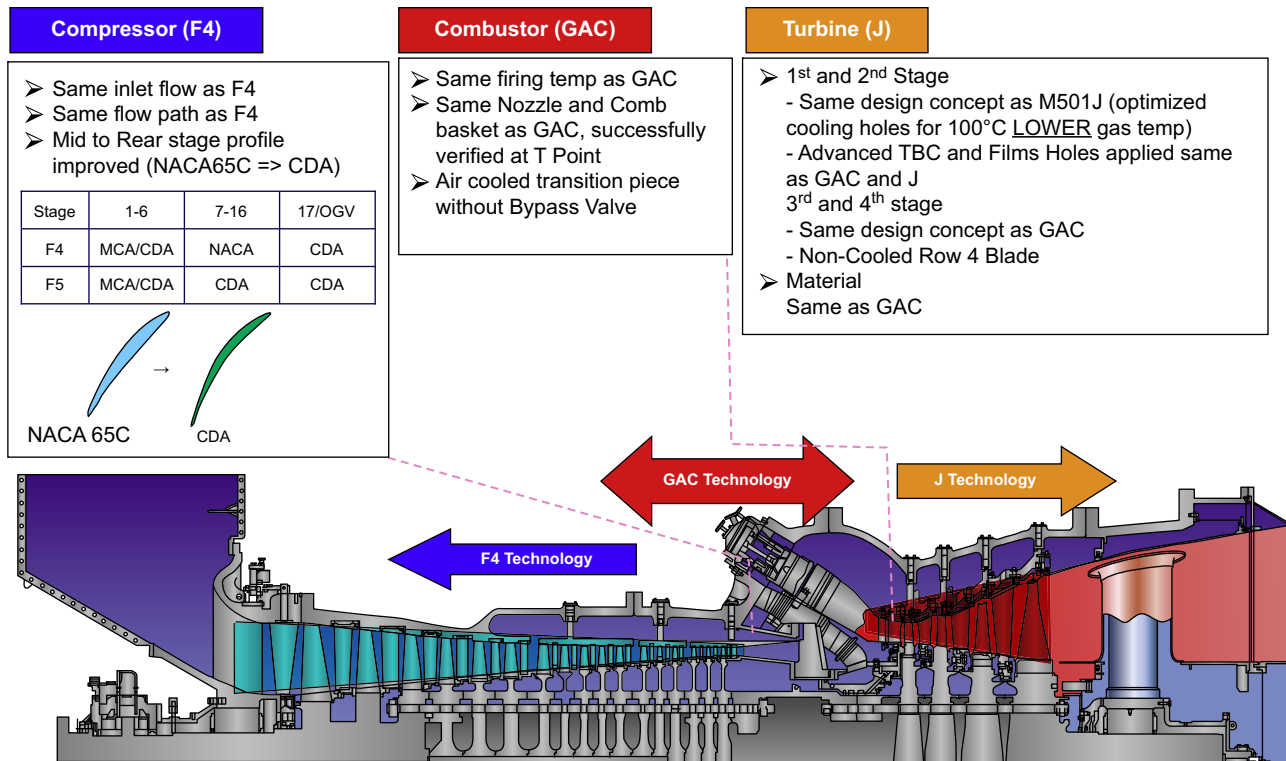 Compressor (F4)
➢ Same inlet flow as F4
➢ Same flow path as F4
➢ Mid to Rear stage profile
improved (NACA65C => CDA)
Stage 1-6 7-16 17/OGV
F4 MCA/CDA NACA CDA
F5 MCA/CDA CDA CDA
→
NACA 65C CDA
Combustor (GAC)
➢ Same firing temp as GAC
➢ Same Nozzle and Comb
basket as GAC, successfully
verified at T Point
➢ Air cooled transition piece
without Bypass Valve
Turbine (J)
➢ 1st and 2nd Stage
- Same design concept as M501J (optimized
cooling holes for 100°C LOWER gas temp)
- Advanced TBC and Films Holes applied same
as GAC and J
3rd and 4th stage
- Same design concept as GAC
- Non-Cooled Row 4 Blade
➢ Material
Same as GAC
GAC Technology
J Technology
F4 Technology